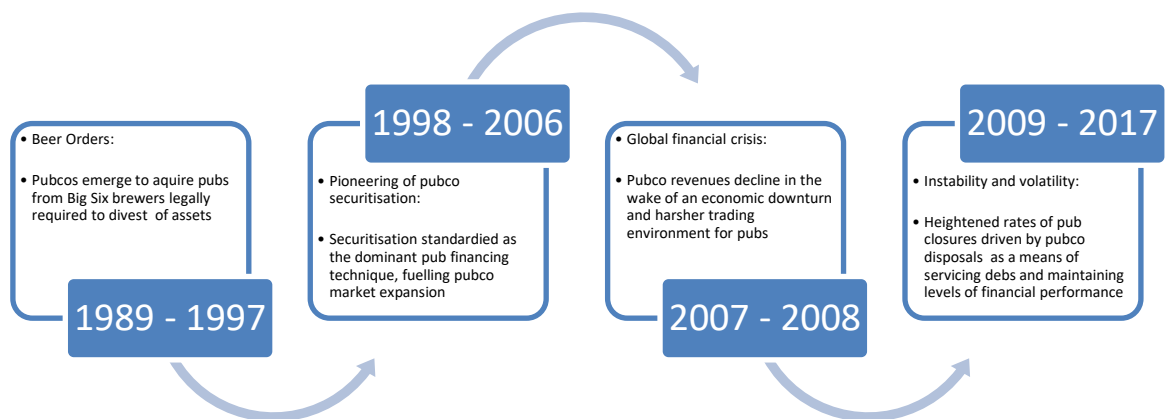 • Beer Orders:
• Pubcos emerge to aquire pubs
from Big Six brewers legally
required to divest of assets
1989 - 1997
1998 - 2006
• Pioneering of pubco
securitisation:
• Securitisation standardied as
the dominant pub financing
technique, fuelling pubco
market expansion
• Global financial crisis:
• Pubco revenues decline in the
wake of an economic downturn
and harsher trading
environment for pubs
2007 - 2008
2009 - 2017
• Instability and volatility:
• Heightened rates of pub
closures driven by pubco
disposals as a means of
servicing debts and maintaining
levels of financial performance